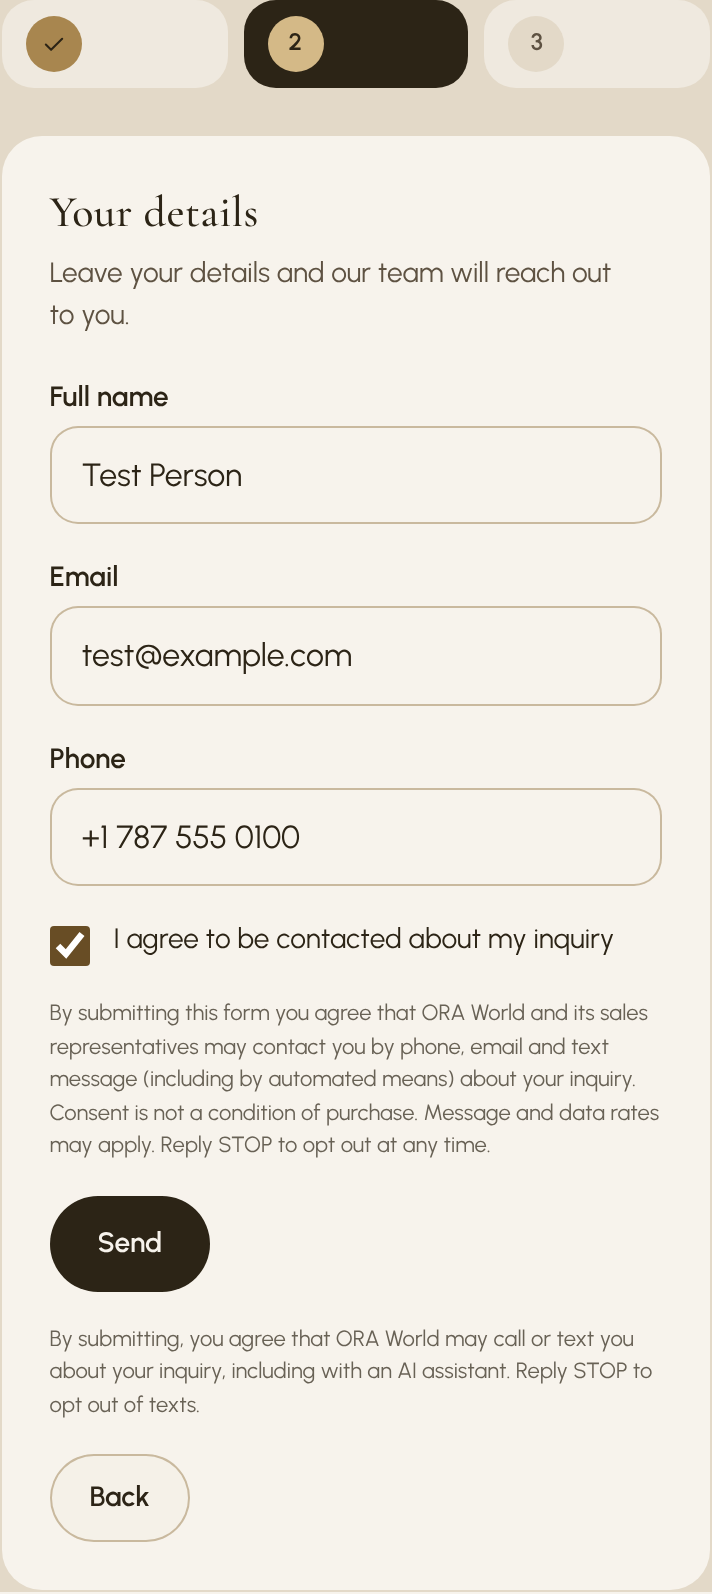 2
3
Your details
Leave your details and our team will reach out
to you.
Full name
Test Person
Email
test@example.com
Phone
+1 787 555 0100
I agree to be contacted about my inquiry
By submitting this form you agree that ORA World and its sales
representatives may contact you by phone, email and text
message (including by automated means) about your inquiry.
Consent is not a condition of purchase. Message and data rates
may apply. Reply STOP to opt out at any time.
Send
By submitting, you agree that ORA World may call or text you
about your inquiry, including with an AI assistant. Reply STOP to
opt out of texts.
Back